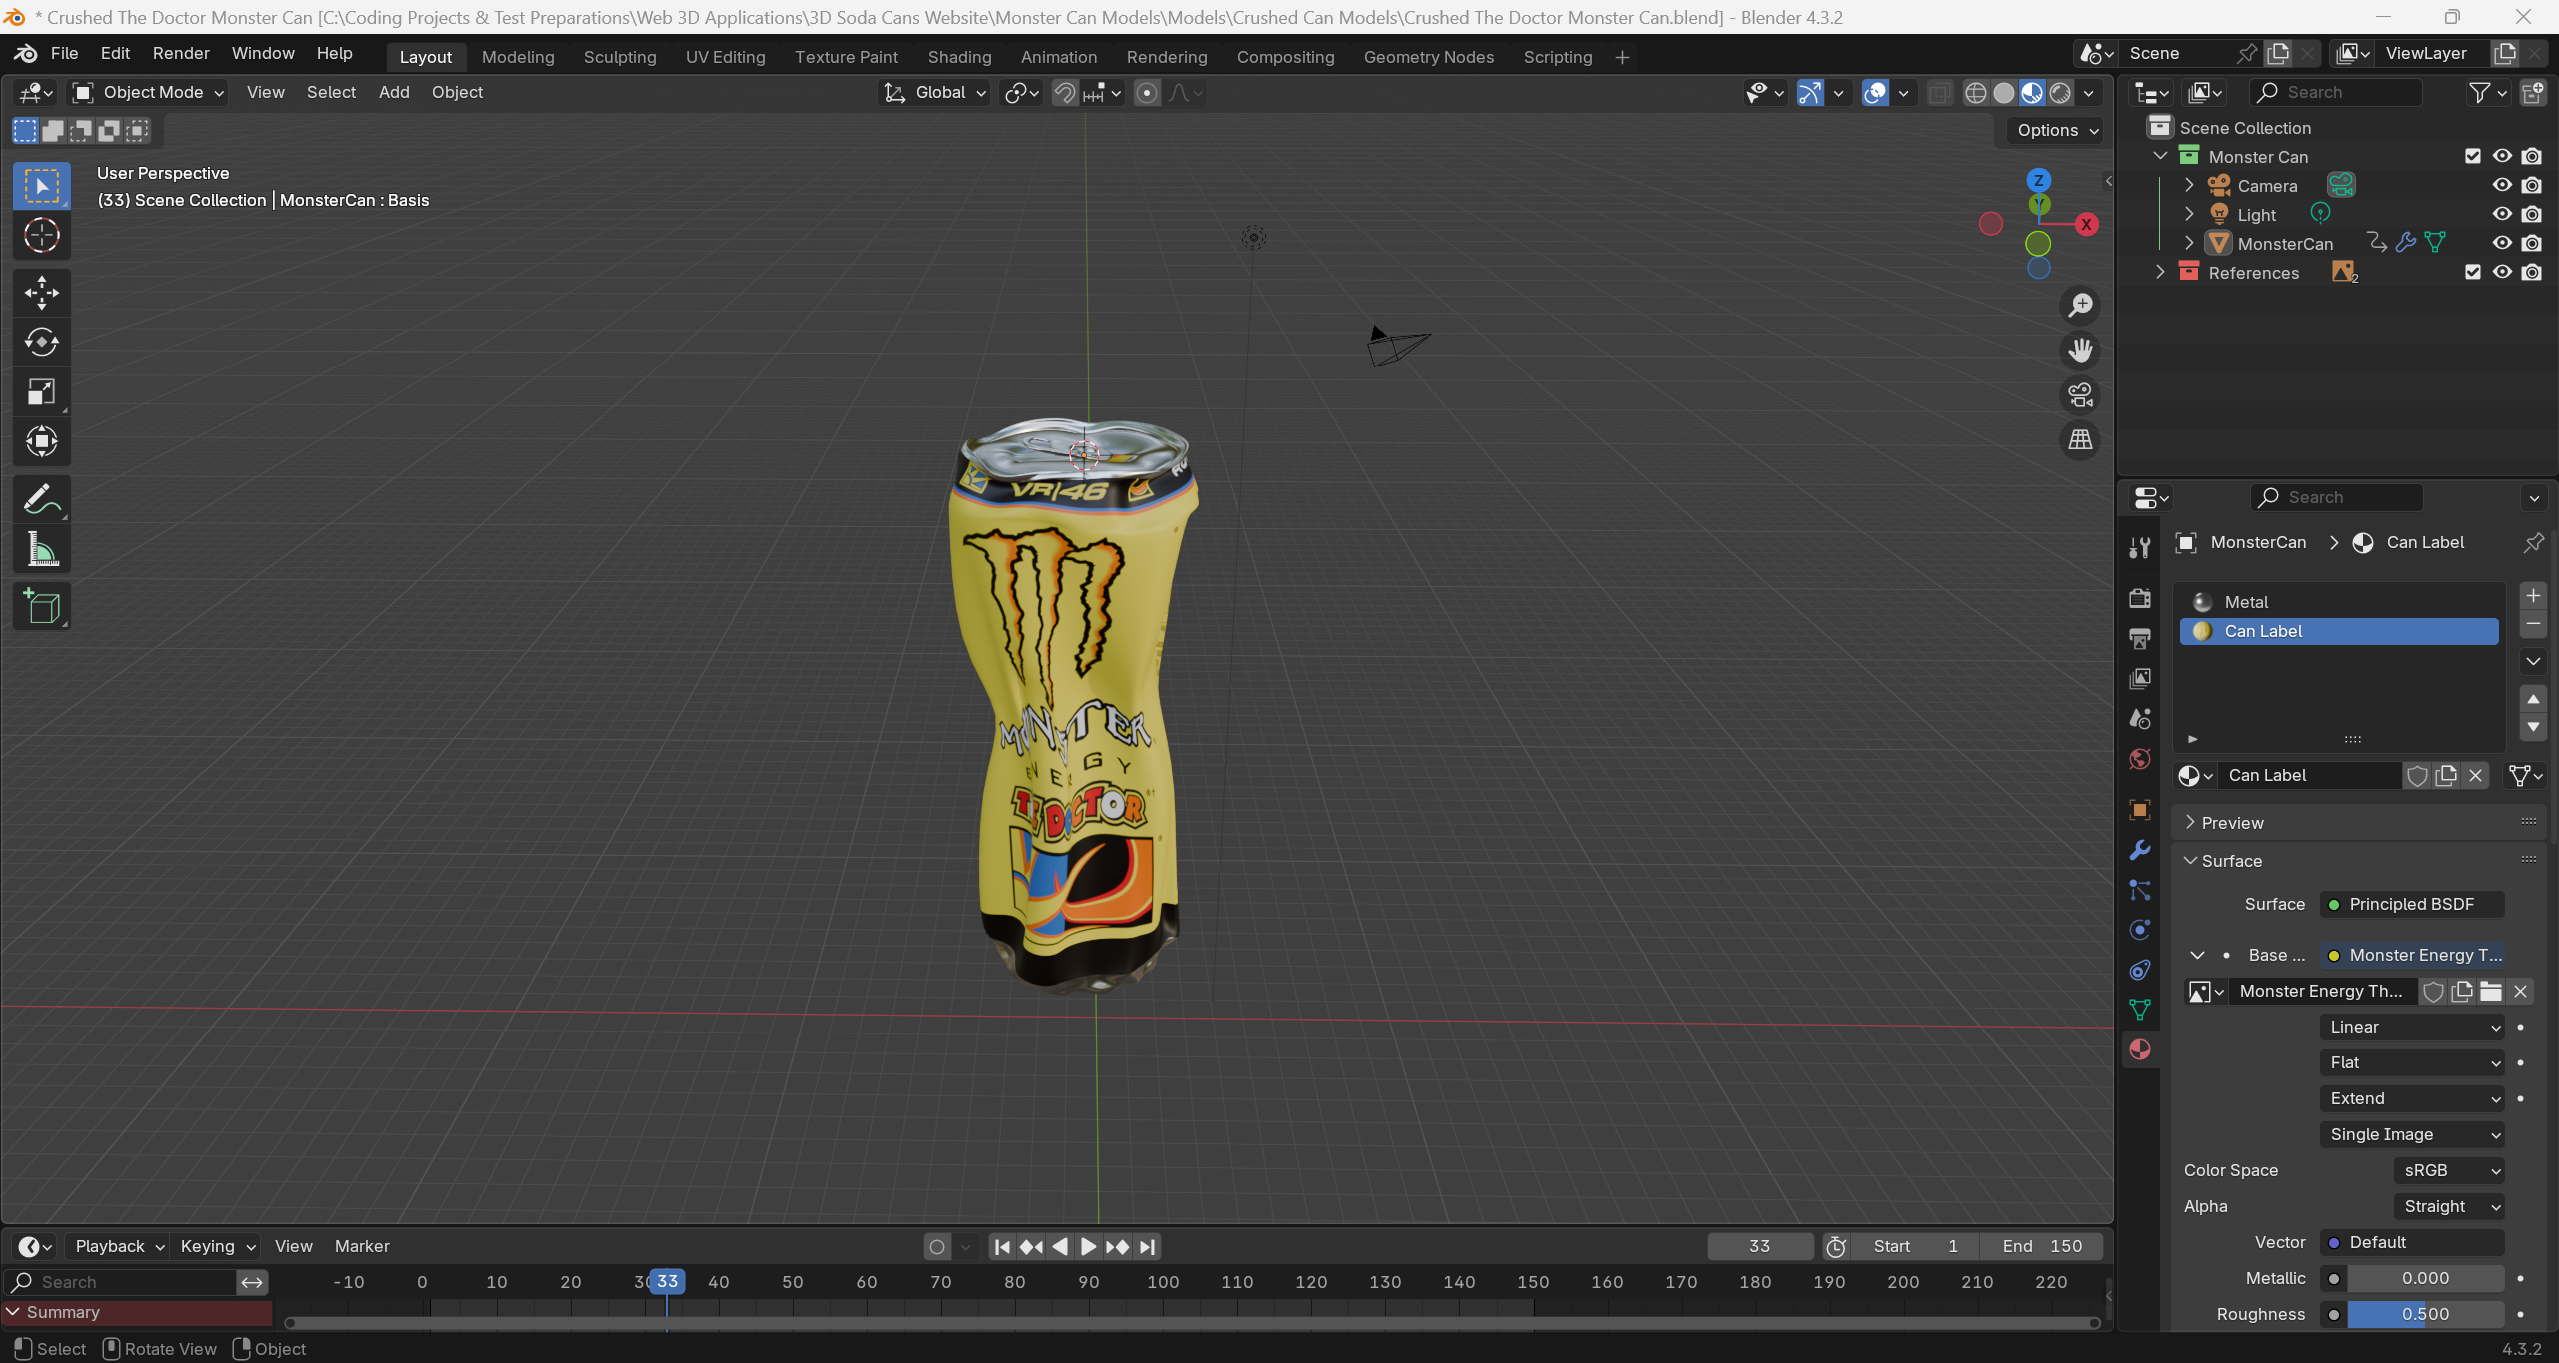 * Crushed The Doctor Monster Can [C:\Coding Projects & Test Preparations\Web 3D Applications\3D Soda Cans Website\Monster Can Models\Models\Crushed Can Models\Crushed The Doctor Monster Can.blend] - Blender 4.3.2
File Edit Render Window Help Layout Modeling Sculpting UV Editing Texture Paint Shading Animation Rendering Compositing Geometry Nodes Scripting + Scene ViewLayer
Object Mode View Select Add Object Global Search
Options
User Perspective
(33) Scene Collection | MonsterCan : Basis
Z
Y
X
VR|46
MONSTER
ENERGY
THE DOCTOR
Scene Collection
Monster Can
Camera
Light
MonsterCan
References 2
Search
MonsterCan > Can Label
Metal
Can Label
Can Label
Preview
Surface
Surface Principled BSDF
Base ... Monster Energy T...
Monster Energy Th...
Linear
Flat
Extend
Single Image
Color Space sRGB
Alpha Straight
Vector Default
Metallic 0.000
Roughness 0.500
Playback Keying View Marker 33 Start 1 End 150
Search -10 0 10 20 33 40 50 60 70 80 90 100 110 120 130 140 150 160 170 180 190 200 210 220
Summary
Select Rotate View Object 4.3.2